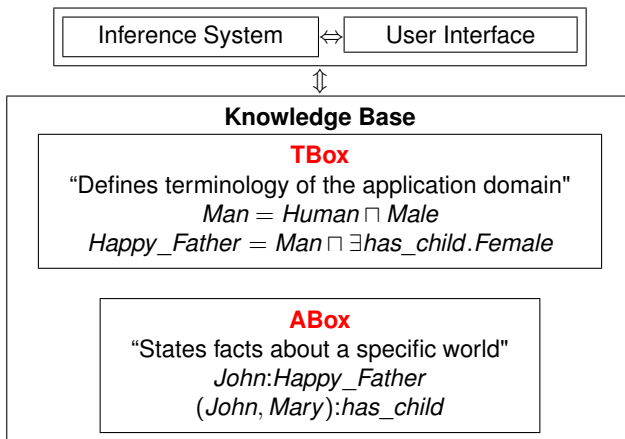 Inference System ⇔ User Interface
⇕
Knowledge Base
TBox
“Defines terminology of the application domain"
Man = Human ⊓ Male
Happy_Father = Man ⊓ ∃has_child.Female
ABox
“States facts about a specific world"
John:Happy_Father
(John, Mary):has_child